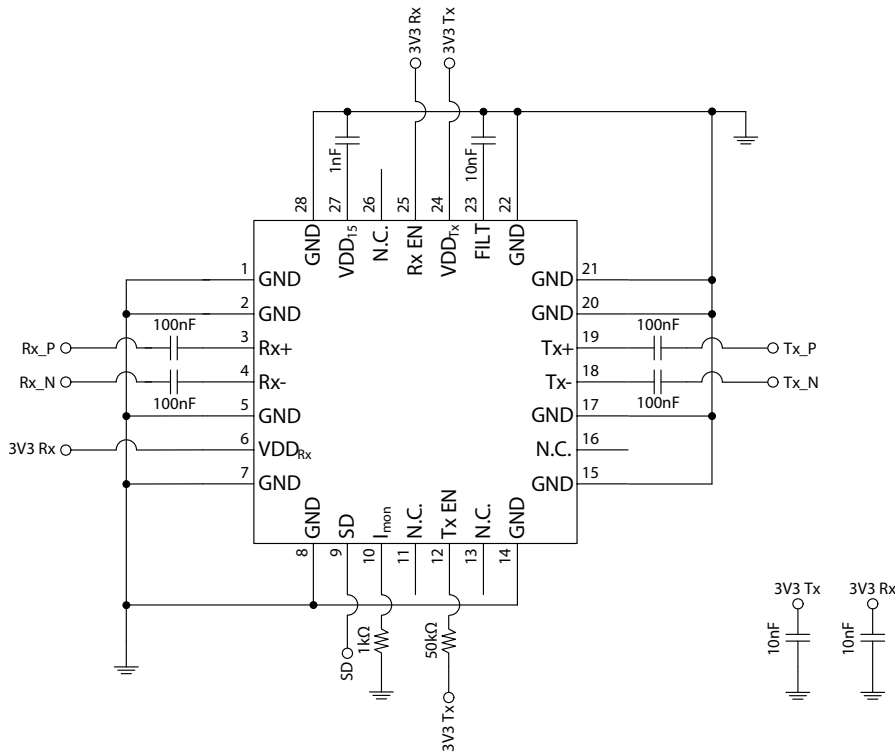 3V3 Rx
3V3 Tx
1nF
10nF
28
27
26
25
24
23
22
GND
VDD15
N.C.
Rx EN
VDDTx
FILT
GND
1
GND
2
GND
100nF
3
Rx+
Rx_P
4
Rx-
Rx_N
100nF
5
GND
6
VDDRx
3V3 Rx
7
GND
21
GND
20
GND
100nF
19
Tx+
Tx_P
18
Tx-
Tx_N
100nF
17
GND
16
N.C.
15
GND
GND
SD
Imon
N.C.
Tx EN
N.C.
GND
8
9
10
11
12
13
14
SD
1kΩ
50kΩ
3V3 Tx
3V3 Tx
3V3 Rx
10nF
10nF